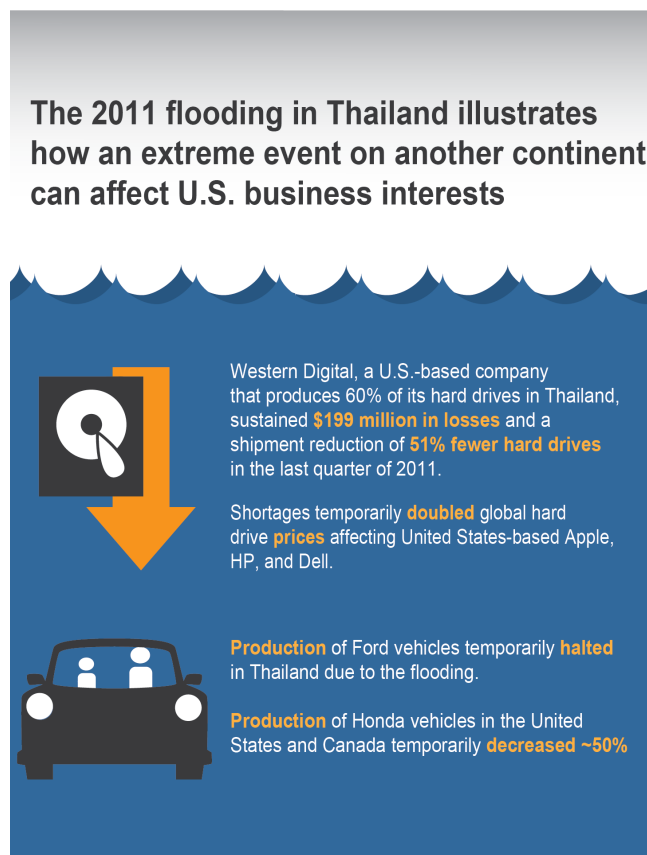 The 2011 flooding in Thailand illustrates
how an extreme event on another continent
can affect U.S. business interests
Western Digital, a U.S.-based company
that produces 60% of its hard drives in Thailand,
sustained $199 million in losses and a
shipment reduction of 51% fewer hard drives
in the last quarter of 2011.
Shortages temporarily doubled global hard
drive prices affecting United States-based Apple,
HP, and Dell.
Production of Ford vehicles temporarily halted
in Thailand due to the flooding.
Production of Honda vehicles in the United
States and Canada temporarily decreased ~50%